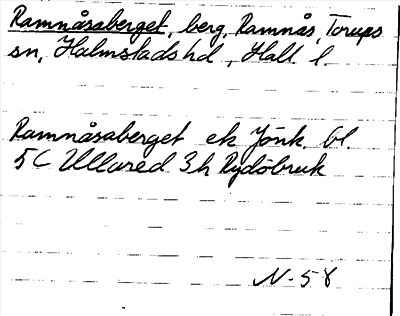 Ramnåsaberget, berg, Ramnås, Torups
sn, Halmstads hd, Hall. l.
Ramnåsaberget ek Jönk. bl.
5C Ullared 3h Rydöbruk
N-58